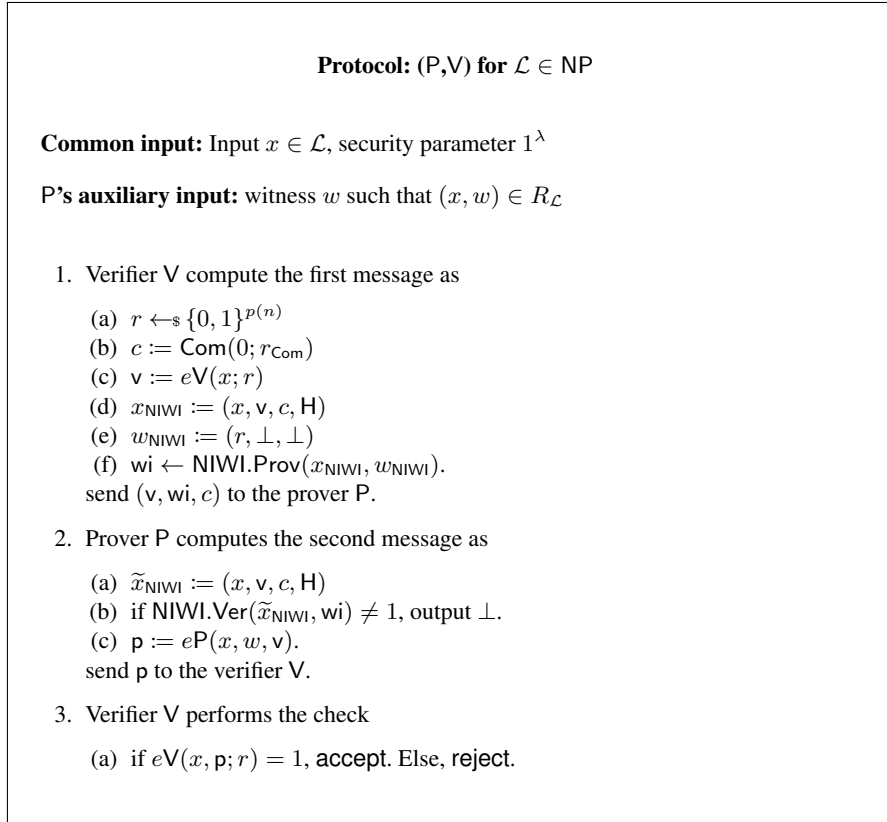 Protocol: (P,V) for ℒ ∈ NP
Common input: Input x ∈ ℒ, security parameter 1^λ
P's auxiliary input: witness w such that (x, w) ∈ R_ℒ
1. Verifier V compute the first message as
(a) r ←$ {0, 1}^{p(n)}
(b) c := Com(0; r_Com)
(c) v := eV(x; r)
(d) x_NIWI := (x, v, c, H)
(e) w_NIWI := (r, ⊥, ⊥)
(f) wi ← NIWI.Prov(x_NIWI, w_NIWI).
send (v, wi, c) to the prover P.
2. Prover P computes the second message as
(a) x̃_NIWI := (x, v, c, H)
(b) if NIWI.Ver(x̃_NIWI, wi) ≠ 1, output ⊥.
(c) p := eP(x, w, v).
send p to the verifier V.
3. Verifier V performs the check
(a) if eV(x, p; r) = 1, accept. Else, reject.